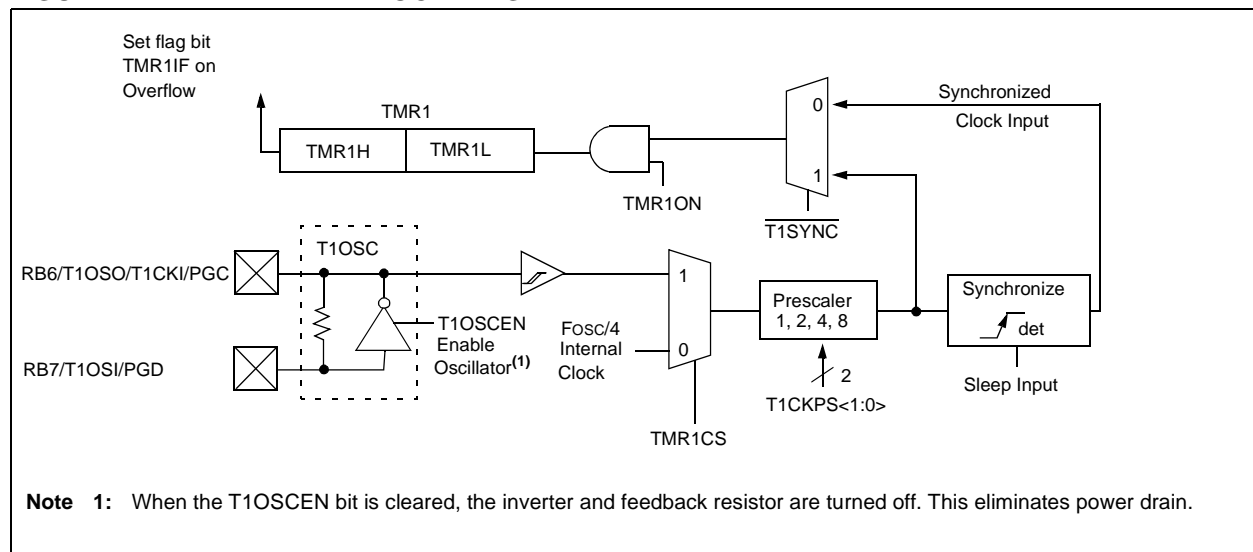 Set flag bit
TMR1IF on
Overflow
TMR1
TMR1H
TMR1L
TMR1ON
0
1
T1SYNC
Synchronized
Clock Input
RB6/T1OSO/T1CKI/PGC
RB7/T1OSI/PGD
T1OSC
T1OSCEN
Enable
Oscillator(1)
FOSC/4
Internal
Clock
1
0
TMR1CS
Prescaler
1, 2, 4, 8
2
T1CKPS<1:0>
Synchronize
det
Sleep Input
Note 1: When the T1OSCEN bit is cleared, the inverter and feedback resistor are turned off. This eliminates power drain.